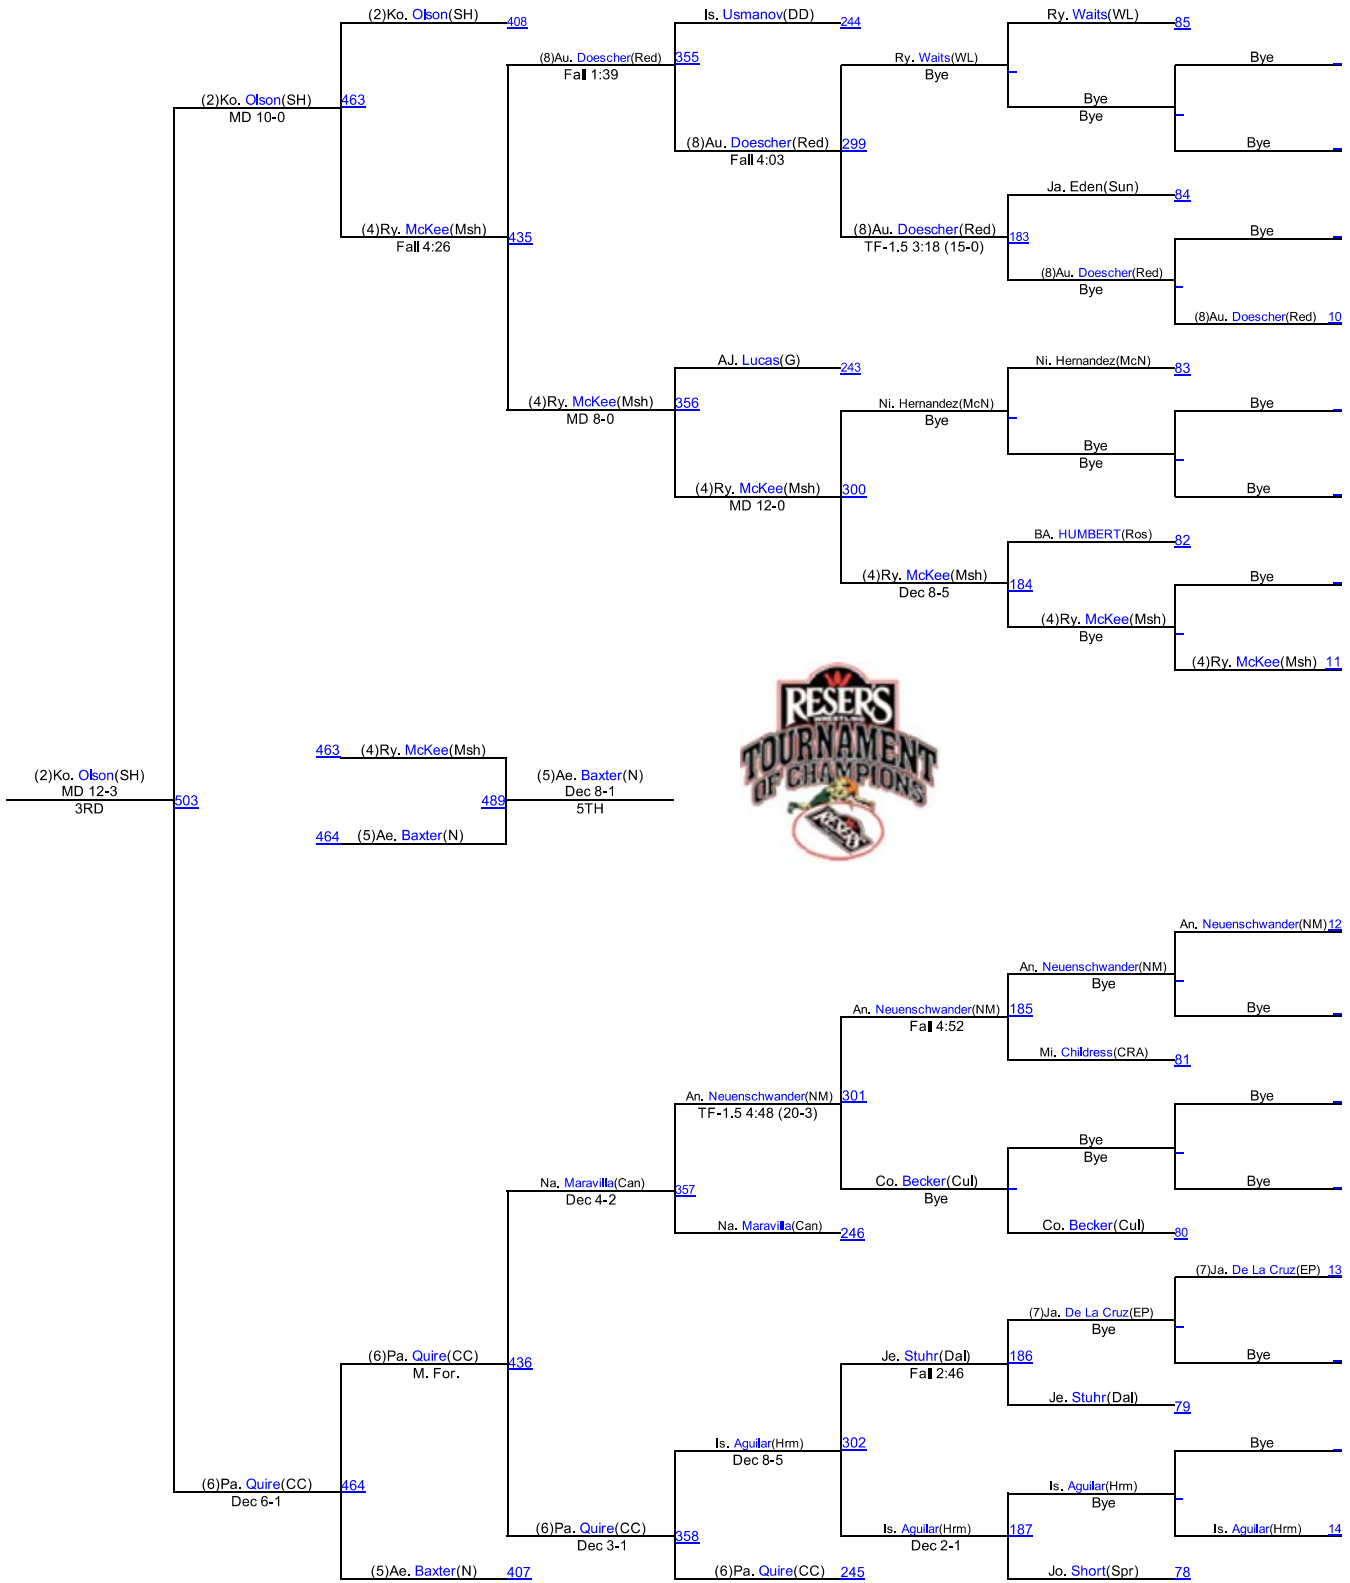 (2)Ko. Olson(SH) 408
Is. Usmanov(DD) 244
Ry. Waits(WL) 85
(8)Au. Doescher(Red) 355
Fall 1:39
Ry. Waits(WL)
Bye
Bye
(2)Ko. Olson(SH) 463
MD 10-0
Bye
Bye
(8)Au. Doescher(Red) 299
Fall 4:03
Bye
Ja. Eden(Sun) 84
(4)Ry. McKee(Msh) 435
Fall 4:26
(8)Au. Doescher(Red) 183
TF-1.5 3:18 (15-0)
Bye
(8)Au. Doescher(Red)
Bye
(8)Au. Doescher(Red) 10
AJ. Lucas(G) 243
Ni. Hernandez(McN) 83
(4)Ry. McKee(Msh) 356
MD 8-0
Ni. Hernandez(McN)
Bye
Bye
Bye
Bye
(4)Ry. McKee(Msh) 300
MD 12-0
Bye
BA. HUMBERT(Ros) 82
(4)Ry. McKee(Msh) 184
Dec 8-5
Bye
(4)Ry. McKee(Msh)
Bye
(4)Ry. McKee(Msh) 11
RESER'S
WRESTLING
TOURNAMENT
OF CHAMPIONS
RESER'S
463 (4)Ry. McKee(Msh)
(2)Ko. Olson(SH)
MD 12-3
3RD
503
489
(5)Ae. Baxter(N)
Dec 8-1
5TH
464 (5)Ae. Baxter(N)
An. Neuenschwander(NM) 12
An. Neuenschwander(NM)
Bye
An. Neuenschwander(NM) 185
Fall 4:52
Bye
Mi. Childress(CRA) 81
An. Neuenschwander(NM) 301
TF-1.5 4:48 (20-3)
Bye
Bye
Bye
Na. Maravilla(Can) 357
Dec 4-2
Co. Becker(Cul)
Bye
Bye
Na. Maravilla(Can) 246
Co. Becker(Cul) 80
(7)Ja. De La Cruz(EP) 13
(7)Ja. De La Cruz(EP)
Bye
(6)Pa. Quire(CC) 436
M. For.
Je. Stuhr(Dal) 186
Fall 2:46
Bye
Je. Stuhr(Dal) 79
Is. Aguilar(Hrm) 302
Dec 8-5
Bye
(6)Pa. Quire(CC) 464
Dec 6-1
Is. Aguilar(Hrm)
Bye
(6)Pa. Quire(CC) 358
Dec 3-1
Is. Aguilar(Hrm) 187
Dec 2-1
Is. Aguilar(Hrm) 14
(5)Ae. Baxter(N) 407
(6)Pa. Quire(CC) 245
Jo. Short(Spr) 78